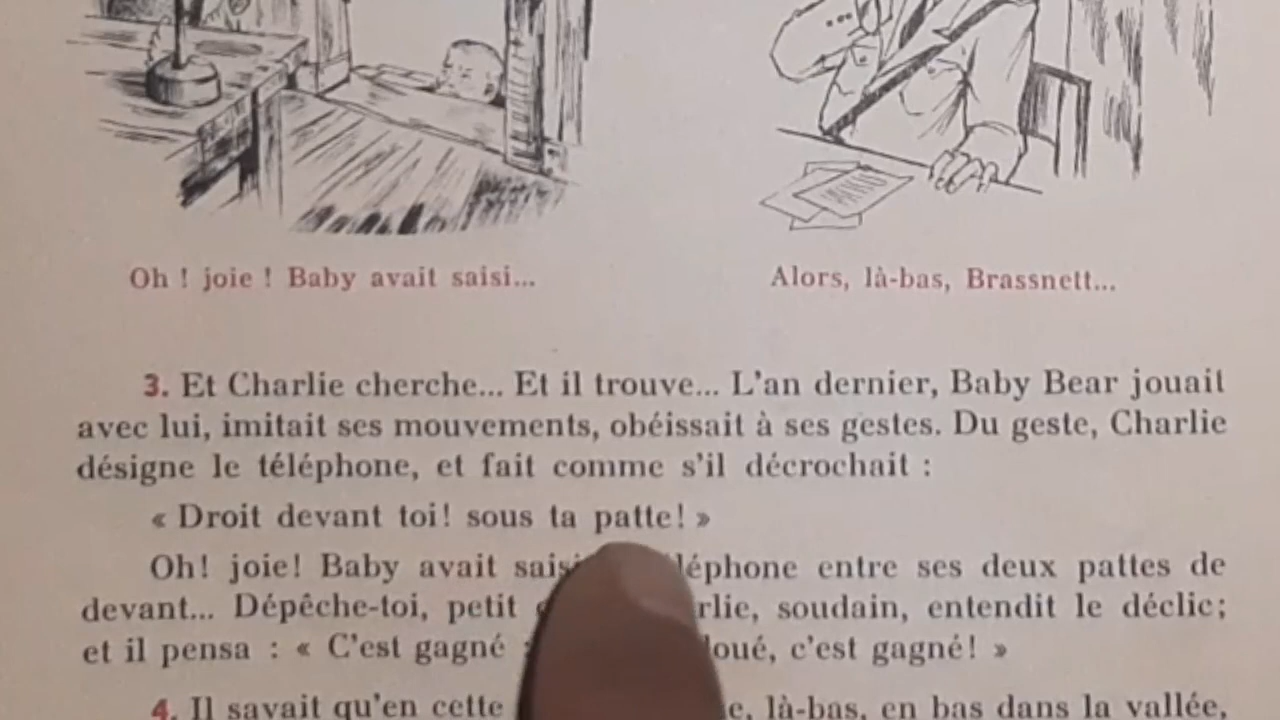 Oh ! joie ! Baby avait saisi...
Alors, là-bas, Brassnett...
3. Et Charlie cherche... Et il trouve... L'an dernier, Baby Bear jouait
avec lui, imitait ses mouvements, obéissait à ses gestes. Du geste, Charlie
désigne le téléphone, et fait comme s'il décrochait :
« Droit devant toi! sous ta patte! »
Oh! joie! Baby avait entre ses deux pattes de
devant... Dépêche-toi, petit soudain, entendit le déclic;
et il pensa : « C'est gagné c'est gagné! »
4. Il savait qu'en cette là-bas, en bas dans la vallée,